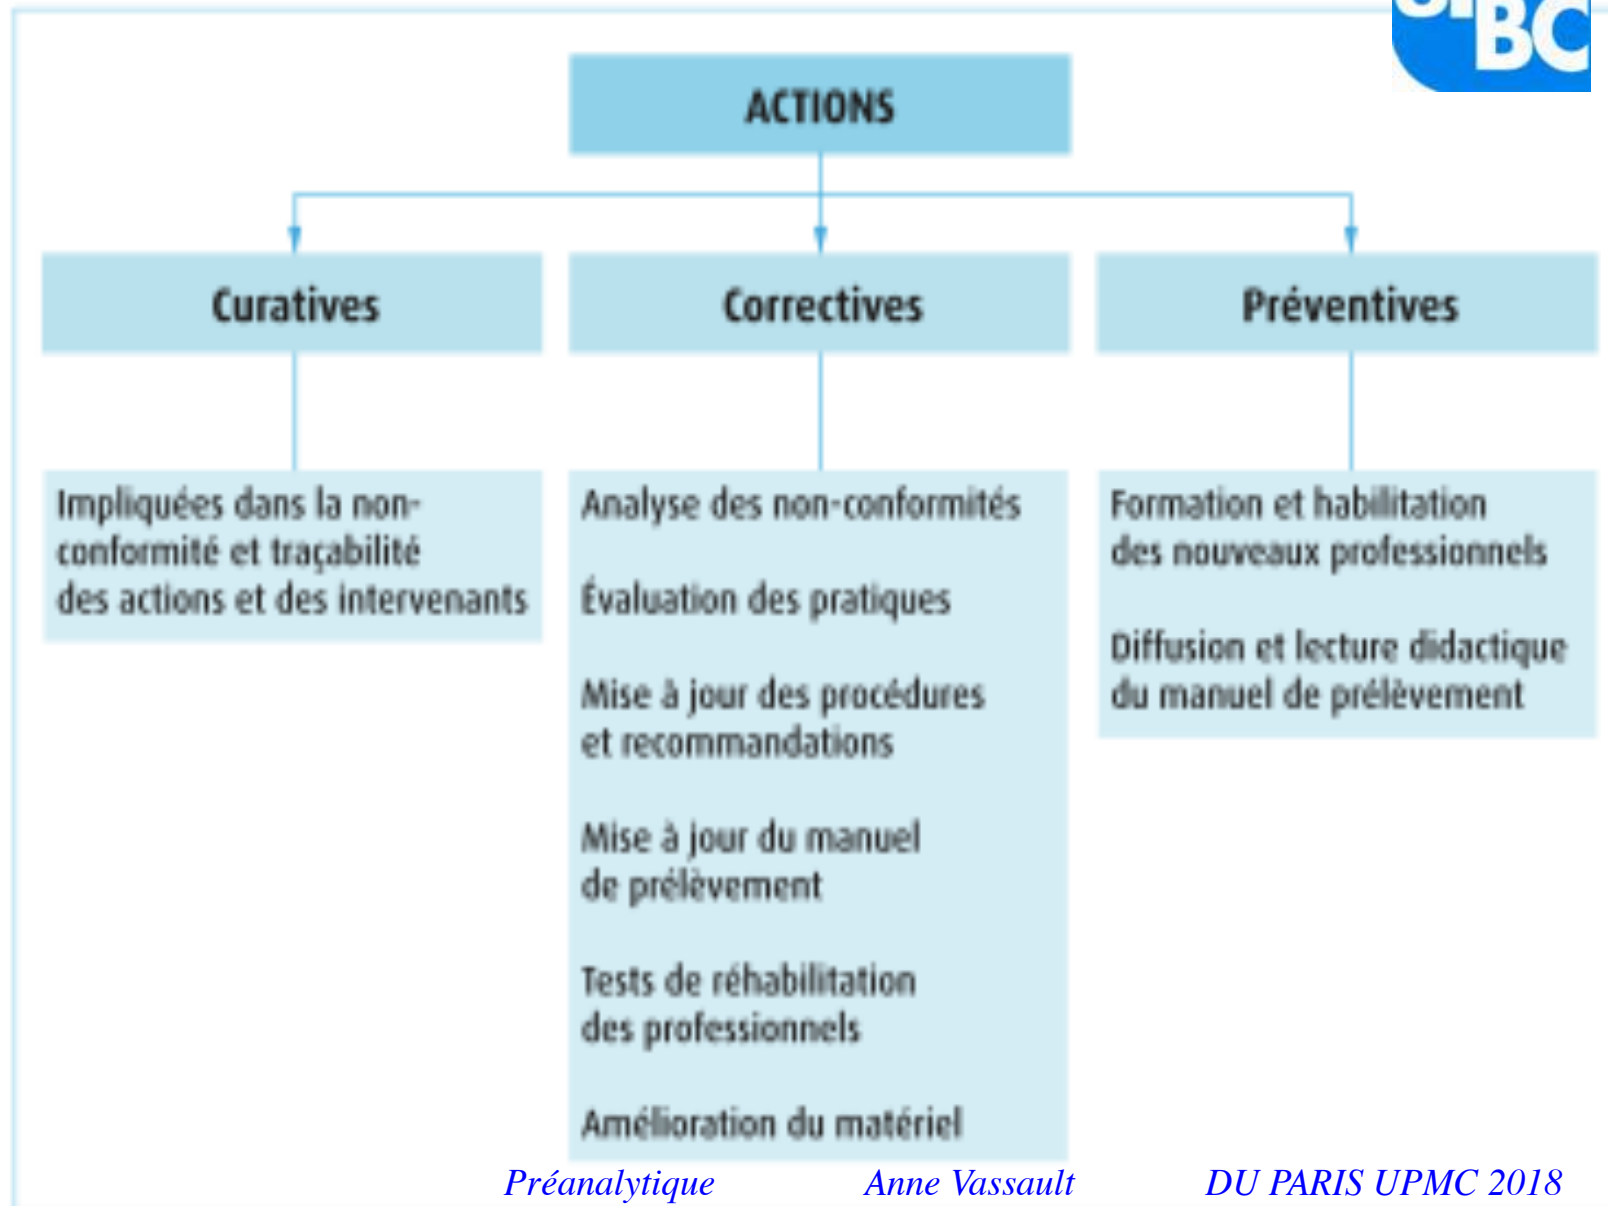 BC
ACTIONS
Curatives
Correctives
Préventives
Impliquées dans la non-
conformité et traçabilité
des actions et des intervenants
Analyse des non-conformités
Évaluation des pratiques
Mise à jour des procédures
et recommandations
Mise à jour du manuel
de prélèvement
Tests de réhabilitation
des professionnels
Amélioration du matériel
Formation et habilitation
des nouveaux professionnels
Diffusion et lecture didactique
du manuel de prélèvement
Préanalytique Anne Vassault DU PARIS UPMC 2018